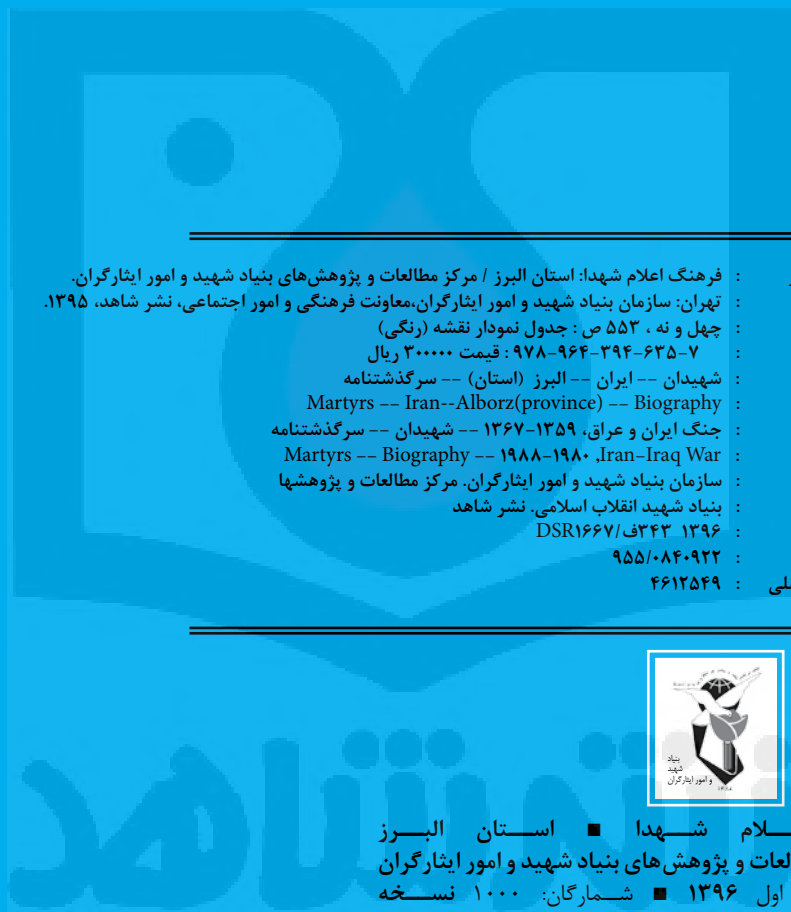 : فرهنگ اعلام شهدا: استان البرز / مرکز مطالعات و پژوهش‌های بنیاد شهید و امور ایثارگران.
: تهران: سازمان بنیاد شهید و امور ایثارگران،معاونت فرهنگی و امور اجتماعی، نشر شاهد، ۱۳۹۵.
: چهل و نه ، ۵۵۳ ص : جدول نمودار نقشه (رنگی)
: ۷-۶۳۵-۳۹۴-۹۶۴-۹۷۸ : قیمت ۳۰۰۰۰۰ ریال
: شهیدان -- ایران -- البرز (استان) -- سرگذشتنامه
: Martyrs -- Iran--Alborz(province) -- Biography
: جنگ ایران و عراق، ۱۳۵۹-۱۳۶۷ -- شهیدان -- سرگذشتنامه
: Martyrs -- Biography -- ۱۹۸۸-۱۹۸۰ ,Iran-Iraq War
: سازمان بنیاد شهید و امور ایثارگران. مرکز مطالعات و پژوهشها
: بنیاد شهید انقلاب اسلامی. نشر شاهد
: ۱۳۹۶ ۳۴۳ف/DSR۱۶۶۷
: ۹۵۵/۰۸۴۰۹۲۲
ملی : ۴۶۱۲۵۴۹
بنیاد
شهید
و امور ایثارگران
شاهد
لام شهدا ■ استان البرز
لعات و پژوهش‌های بنیاد شهید و امور ایثارگران
اول ۱۳۹۶ ■ شمارگان: ۱۰۰۰ نسخه